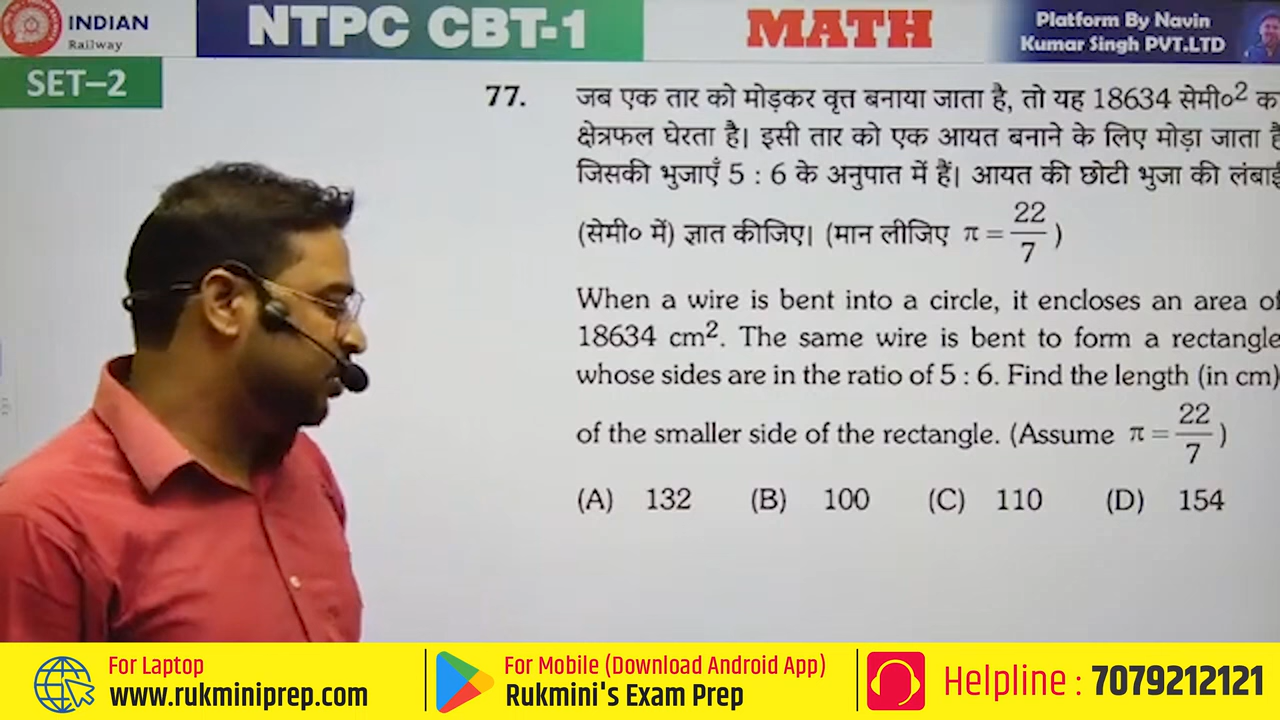 INDIAN
Railway
NTPC CBT-1
MATH
Platform By Navin
Kumar Singh PVT.LTD
SET–2
77. जब एक तार को मोड़कर वृत्त बनाया जाता है, तो यह 18634 सेमी०² क
क्षेत्रफल घेरता है। इसी तार को एक आयत बनाने के लिए मोड़ा जाता है
जिसकी भुजाएँ 5 : 6 के अनुपात में हैं। आयत की छोटी भुजा की लंबाई
(सेमी० में) ज्ञात कीजिए। (मान लीजिए π = 22/7 )
When a wire is bent into a circle, it encloses an area of
18634 cm². The same wire is bent to form a rectangle
whose sides are in the ratio of 5 : 6. Find the length (in cm)
of the smaller side of the rectangle. (Assume π = 22/7 )
(A) 132 (B) 100 (C) 110 (D) 154
For Laptop
www.rukminiprep.com
For Mobile (Download Android App)
Rukmini's Exam Prep
Helpline : 7079212121